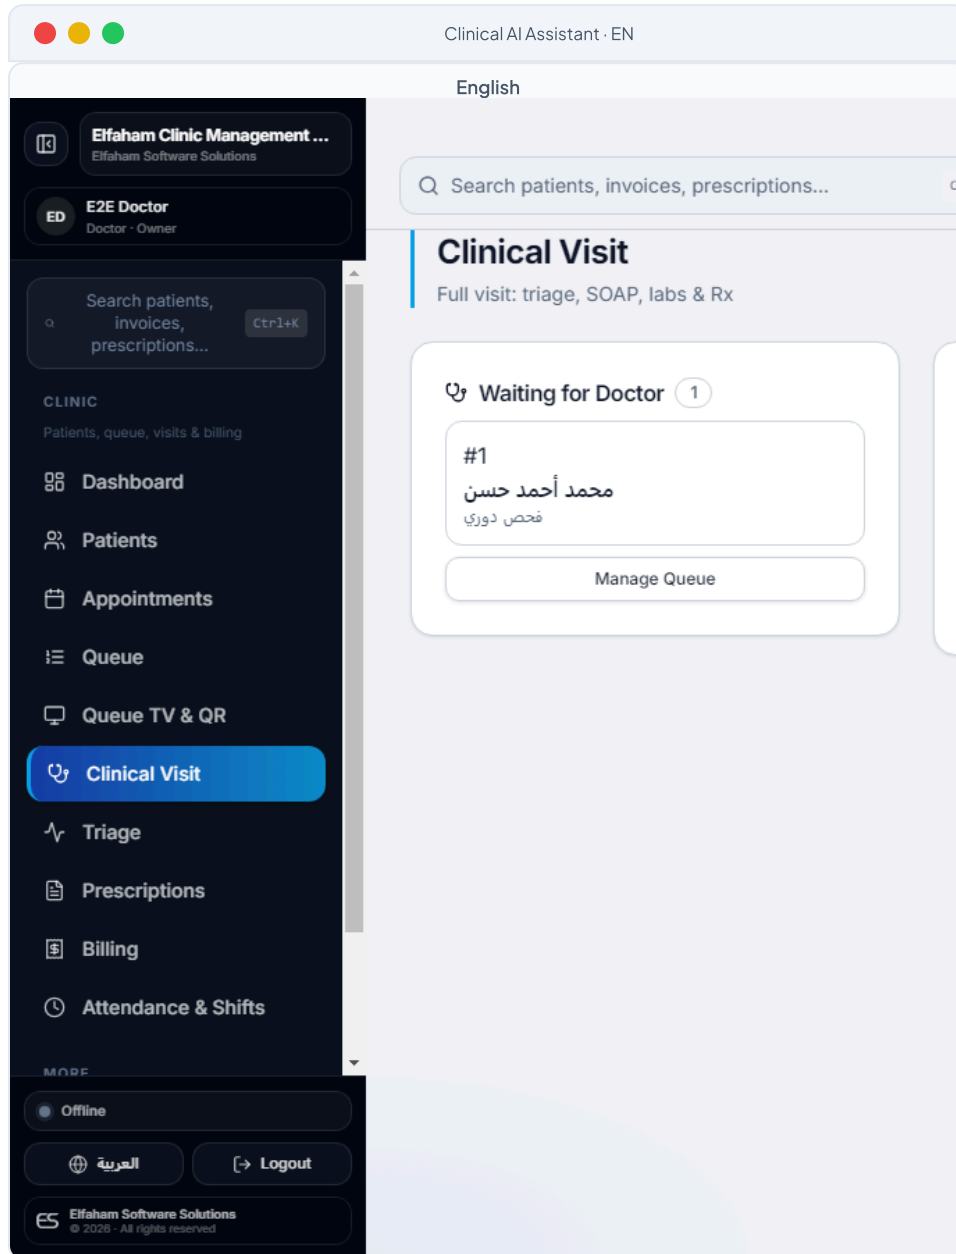 Clinical AI Assistant · EN
English
Elfaham Clinic Management ...
Elfaham Software Solutions
ED
E2E Doctor
Doctor · Owner
Search patients,
invoices,
prescriptions...
Ctrl+K
CLINIC
Patients, queue, visits & billing
Dashboard
Patients
Appointments
Queue
Queue TV & QR
Clinical Visit
Triage
Prescriptions
Billing
Attendance & Shifts
MORE
Offline
العربية
Logout
ES
Elfaham Software Solutions
© 2026 · All rights reserved
Search patients, invoices, prescriptions...
Clinical Visit
Full visit: triage, SOAP, labs & Rx
Waiting for Doctor
1
#1
محمد أحمد حسن
فحص دوري
Manage Queue